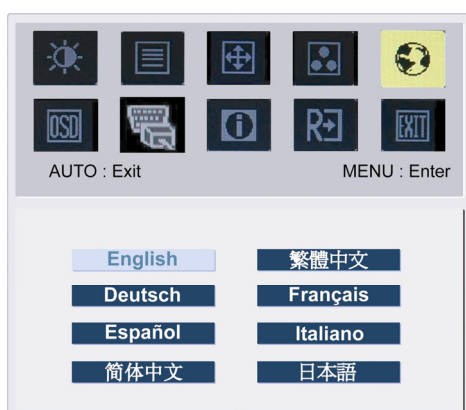 OSD
i
R
EXIT
AUTO : Exit
MENU : Enter
English
繁體中文
Deutsch
Français
Español
Italiano
简体中文
日本語